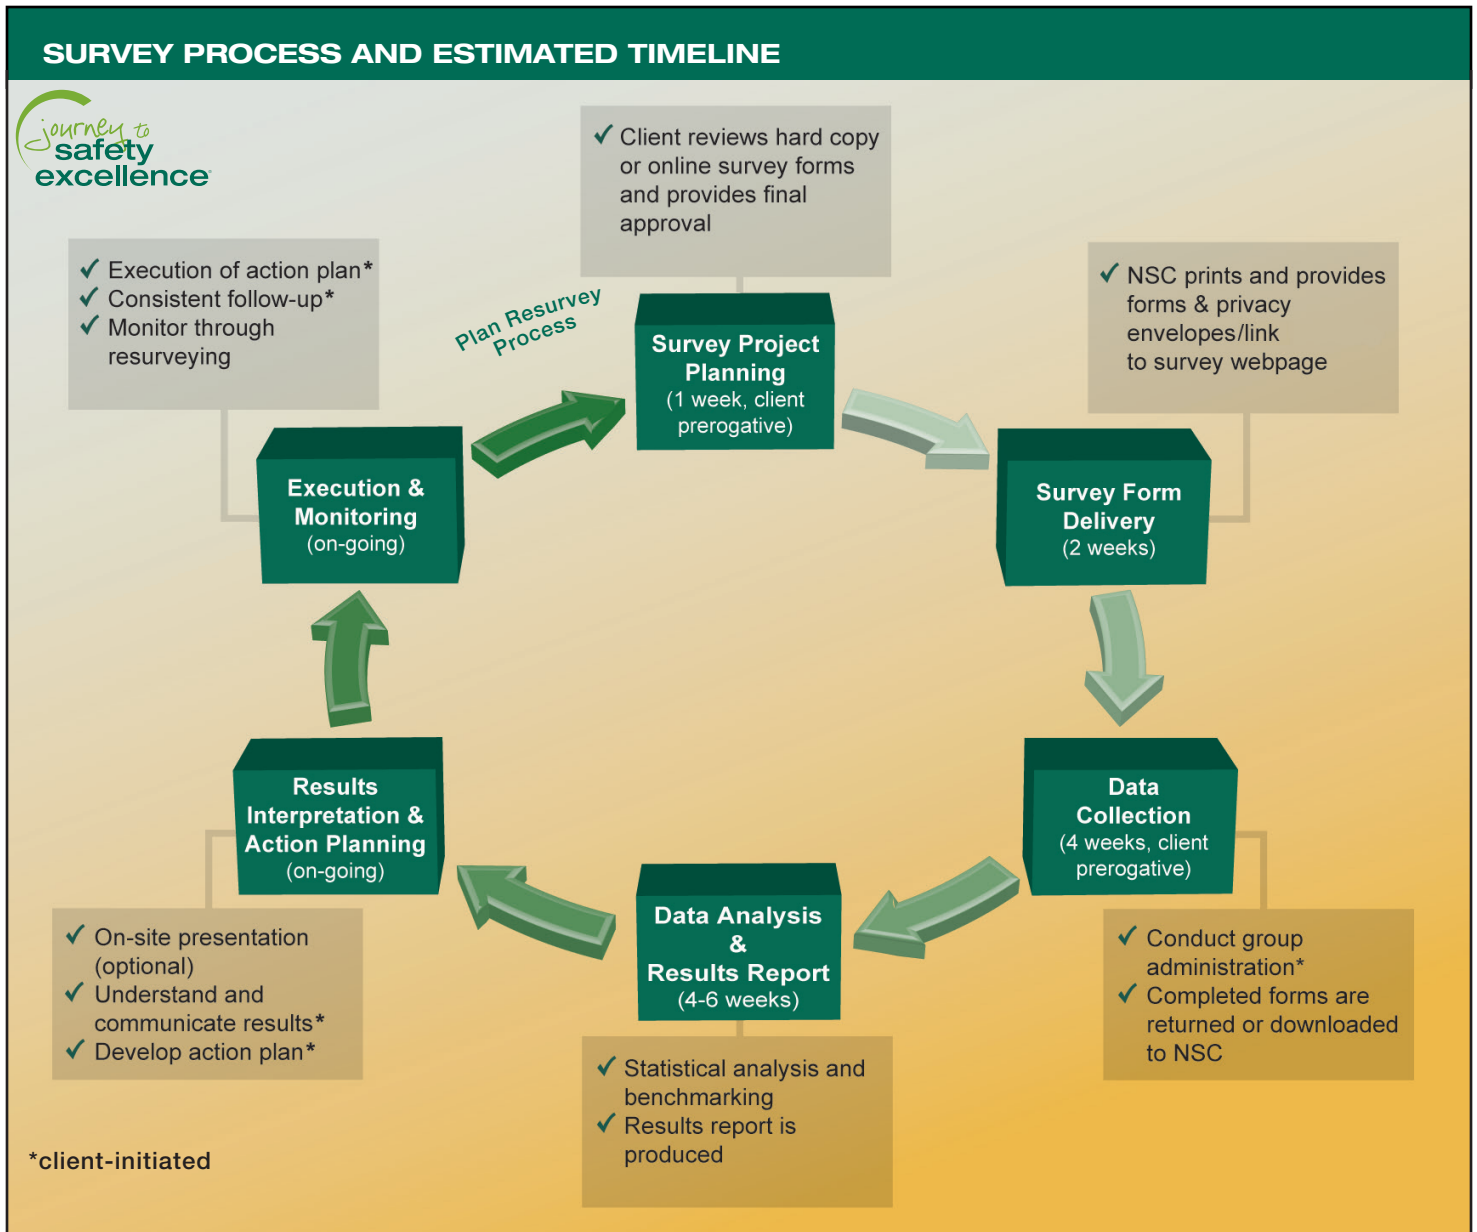 SURVEY PROCESS AND ESTIMATED TIMELINE
journey to
safety
excellence
✓ Client reviews hard copy
or online survey forms
and provides final
approval
✓ Execution of action plan*
✓ Consistent follow-up*
✓ Monitor through
resurveying
✓ NSC prints and provides
forms & privacy
envelopes/link
to survey webpage
Plan Resurvey
Process
Survey Project
Planning
(1 week, client
prerogative)
Execution &
Monitoring
(on-going)
Survey Form
Delivery
(2 weeks)
Results
Interpretation &
Action Planning
(on-going)
Data
Collection
(4 weeks, client
prerogative)
Data Analysis
&
Results Report
(4-6 weeks)
✓ On-site presentation
(optional)
✓ Understand and
communicate results*
✓ Develop action plan*
✓ Conduct group
administration*
✓ Completed forms are
returned or downloaded
to NSC
✓ Statistical analysis and
benchmarking
✓ Results report is
produced
*client-initiated